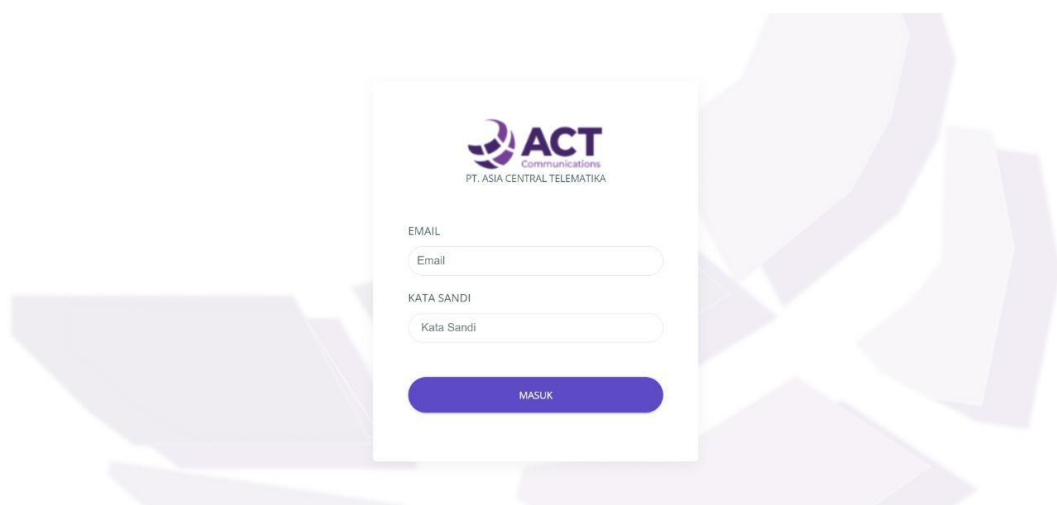 ACT
Communications
PT. ASIA CENTRAL TELEMATIKA
EMAIL
Email
KATA SANDI
Kata Sandi
MASUK